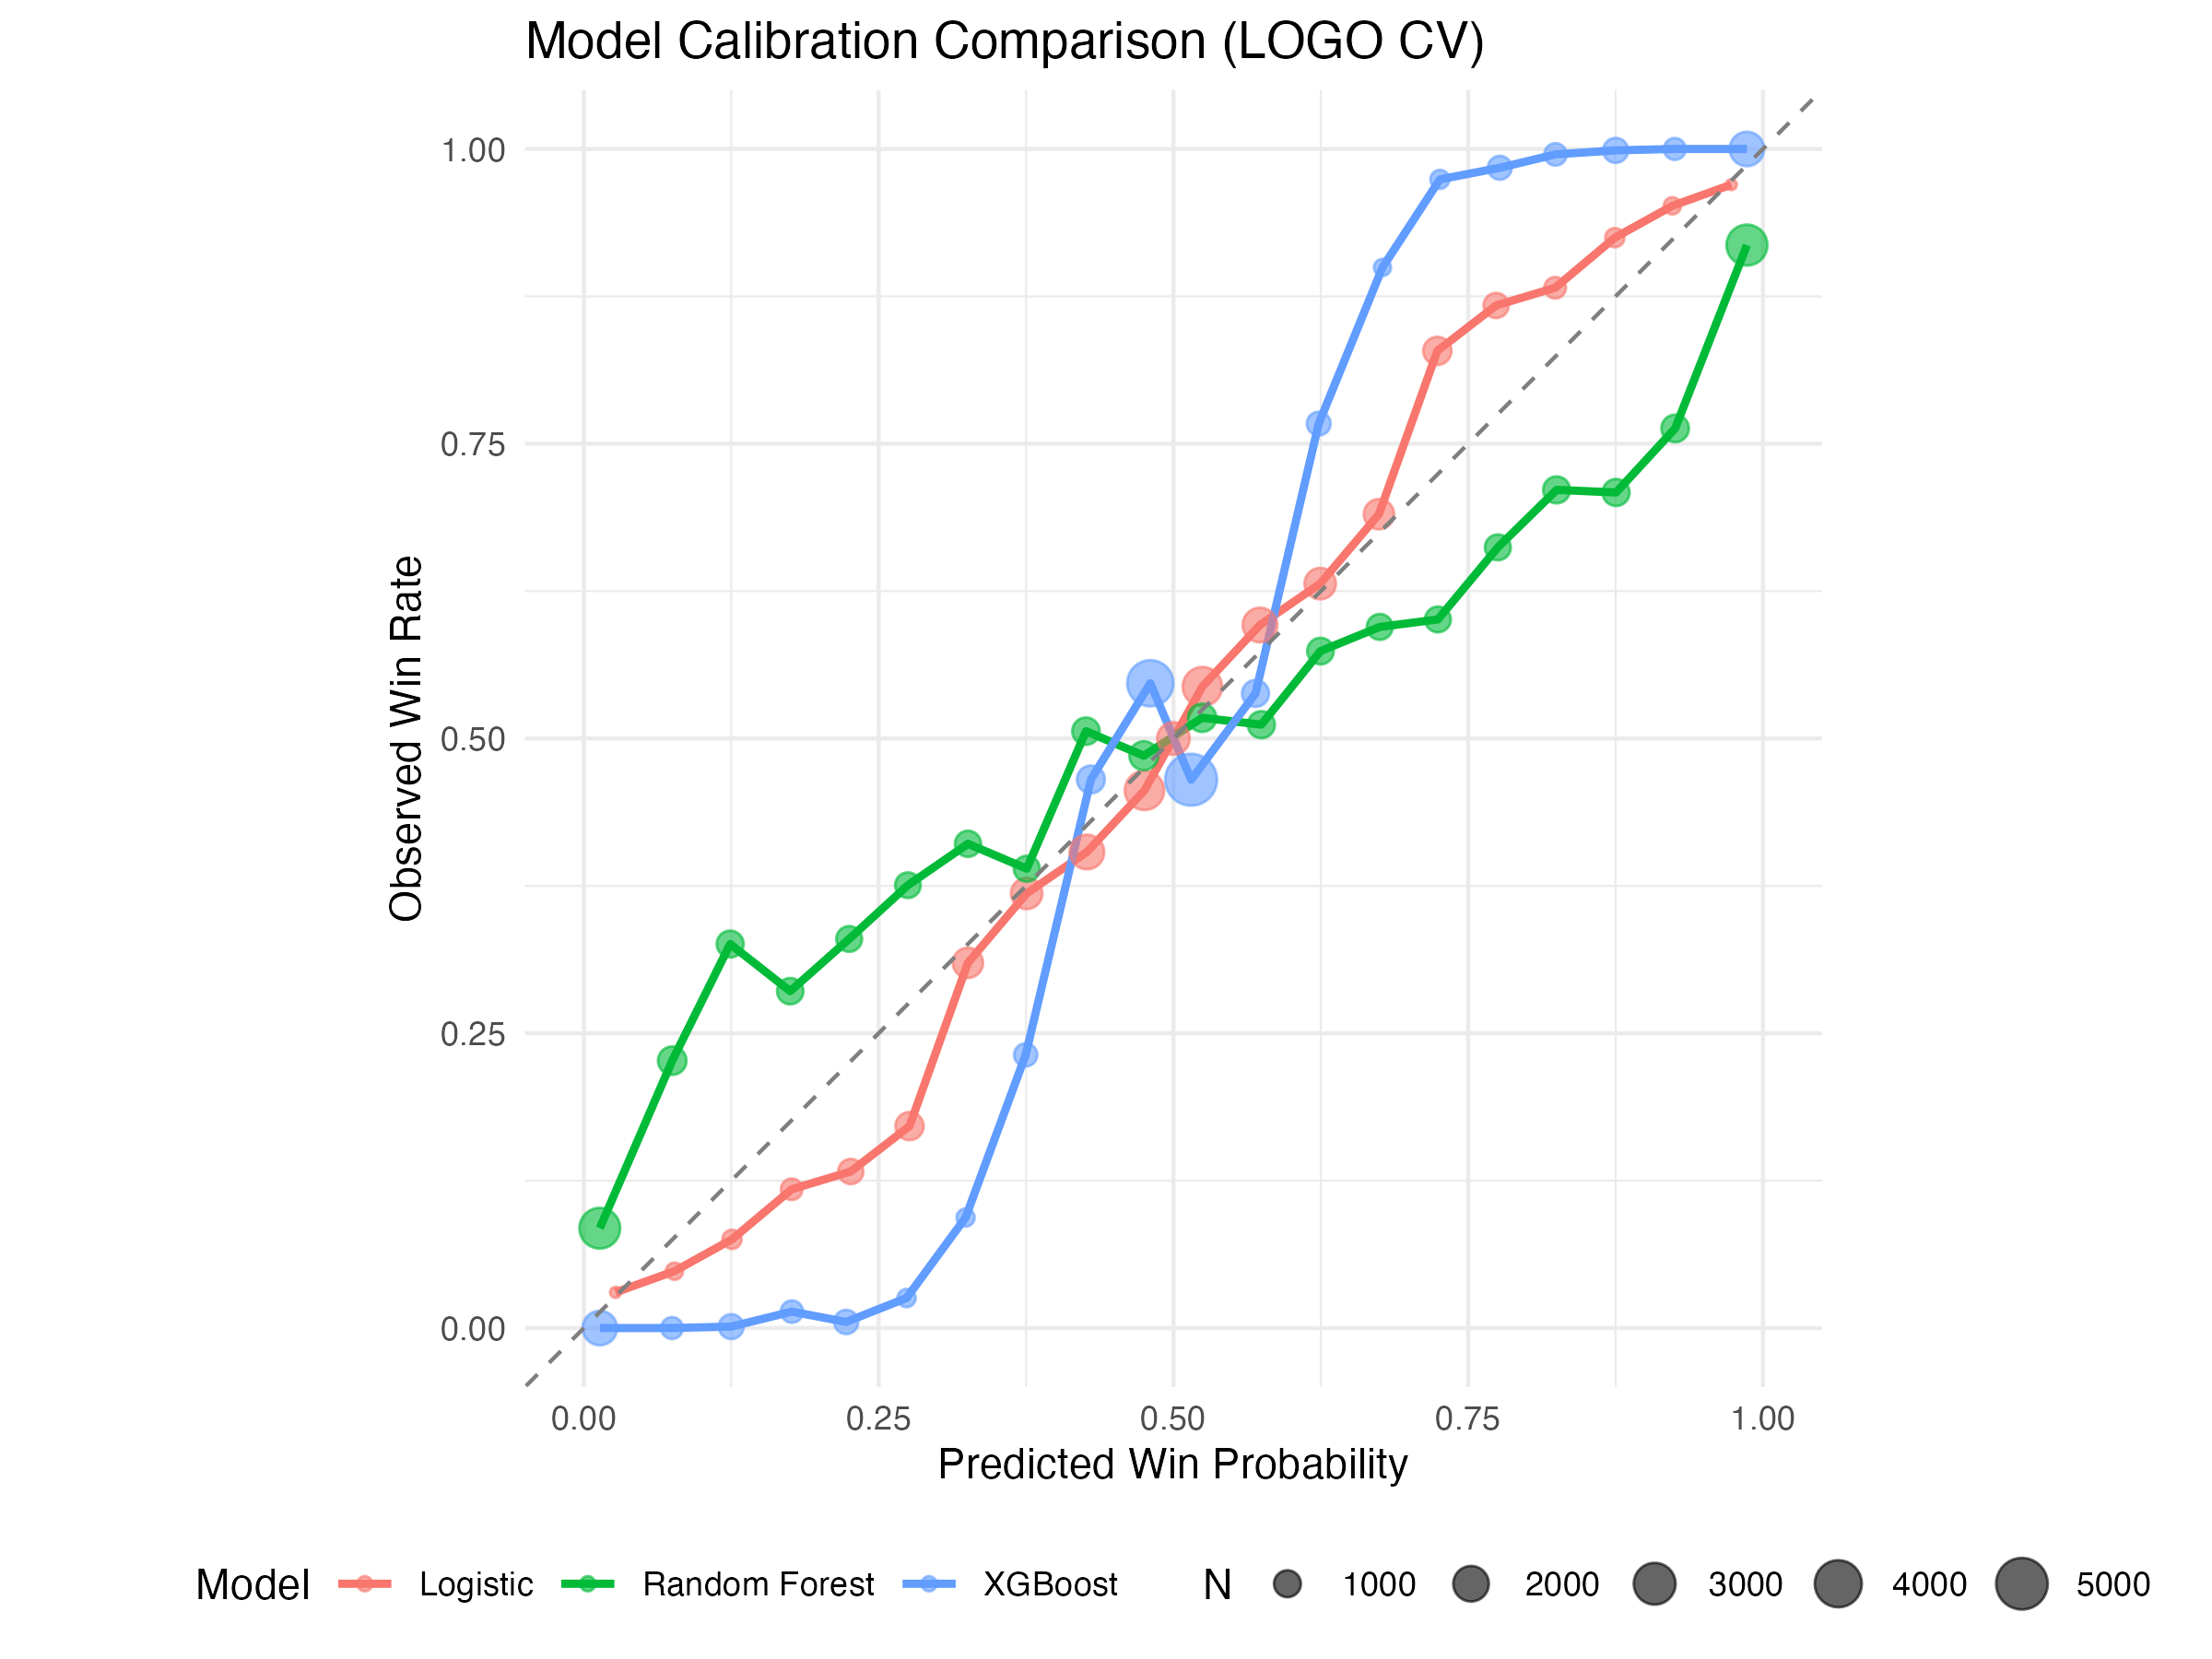 Model Calibration Comparison (LOGO CV)
1.00
0.75
0.50
0.25
0.00
Observed Win Rate
0.00 0.25 0.50 0.75 1.00
Predicted Win Probability
Model Logistic Random Forest XGBoost N 1000 2000 3000 4000 5000